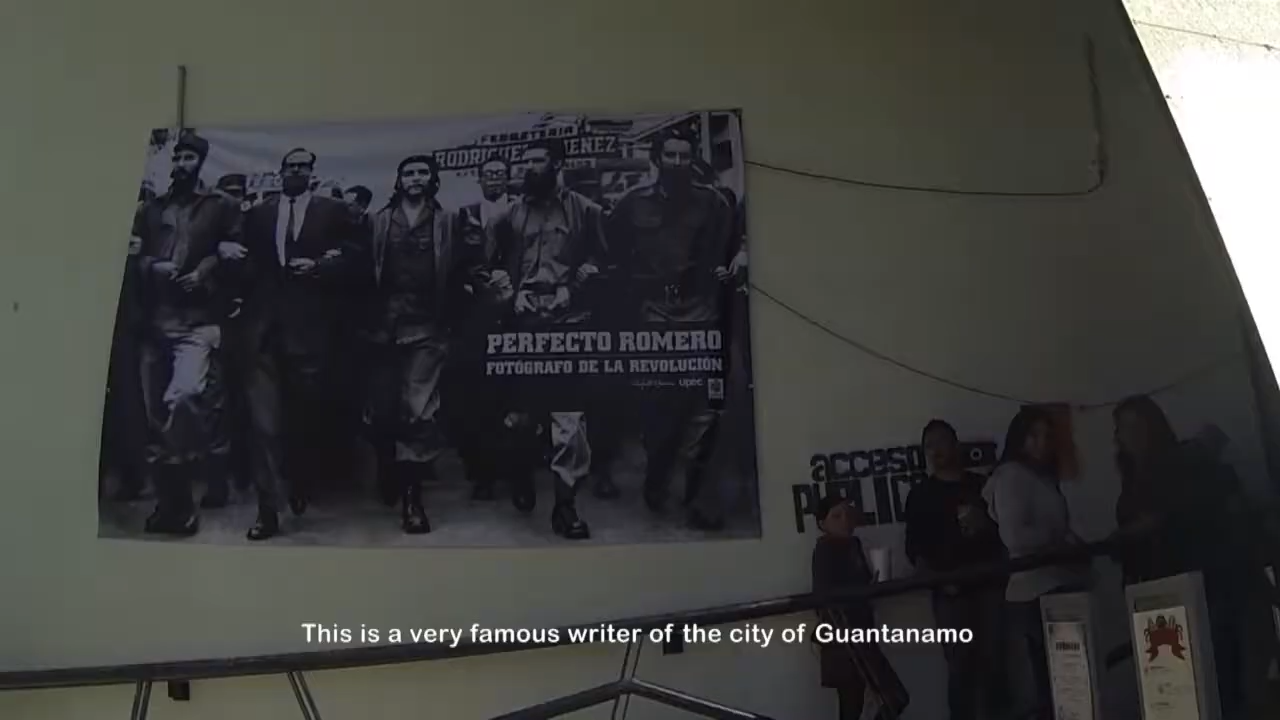 FERRETERIA
PERFECTO ROMERO
FOTÓGRAFO DE LA REVOLUCIÓN
upec
acceso
PUBLIC
This is a very famous writer of the city of Guantanamo